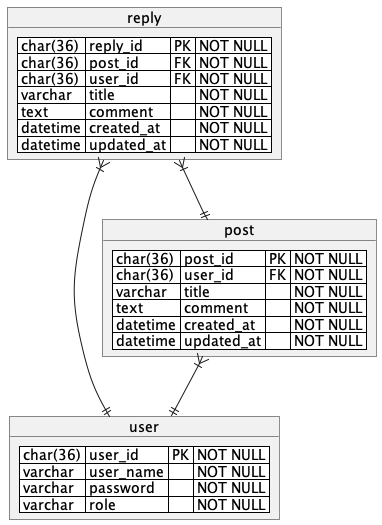 reply
char(36) reply_id PK NOT NULL
char(36) post_id FK NOT NULL
char(36) user_id FK NOT NULL
varchar title NOT NULL
text comment NOT NULL
datetime created_at NOT NULL
datetime updated_at NOT NULL
post
char(36) post_id PK NOT NULL
char(36) user_id FK NOT NULL
varchar title NOT NULL
text comment NOT NULL
datetime created_at NOT NULL
datetime updated_at NOT NULL
user
char(36) user_id PK NOT NULL
varchar user_name NOT NULL
varchar password NOT NULL
varchar role NOT NULL